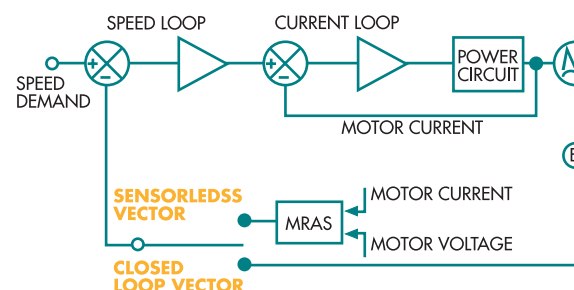 SPEED LOOP
CURRENT LOOP
+
−
+
−
SPEED
DEMAND
POWER
CIRCUIT
MOTOR CURRENT
SENSORLEDSS
VECTOR
MRAS
MOTOR CURRENT
MOTOR VOLTAGE
CLOSED
LOOP VECTOR